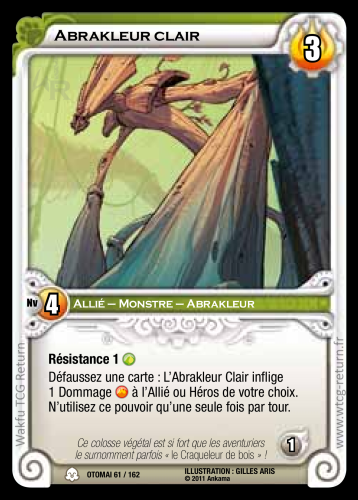 Abrakleur clair
3
Nv 4
Allié – Monstre – Abrakleur
Résistance 1
Défaussez une carte : L'Abrakleur Clair inflige
1 Dommage à l'Allié ou Héros de votre choix.
N'utilisez ce pouvoir qu'une seule fois par tour.
Ce colosse végétal est si fort que les aventuriers
le surnomment parfois « le Craqueleur de bois » !
1
OTOMAI 61 / 162
ILLUSTRATION : GILLES ARIS
© 2011 Ankama
Wakfu TCG Return
www.wtcg-return.fr